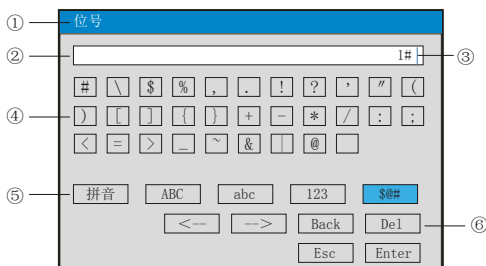 ① 位号
② 1# ③
# \ $ % , . ! ? ’ ″ (
④ ) [ ] { } + - * / : ;
< = > _ ~ & | @
⑤ 拼音 ABC abc 123 $@#
<-- --> Back Del ⑥
Esc Enter